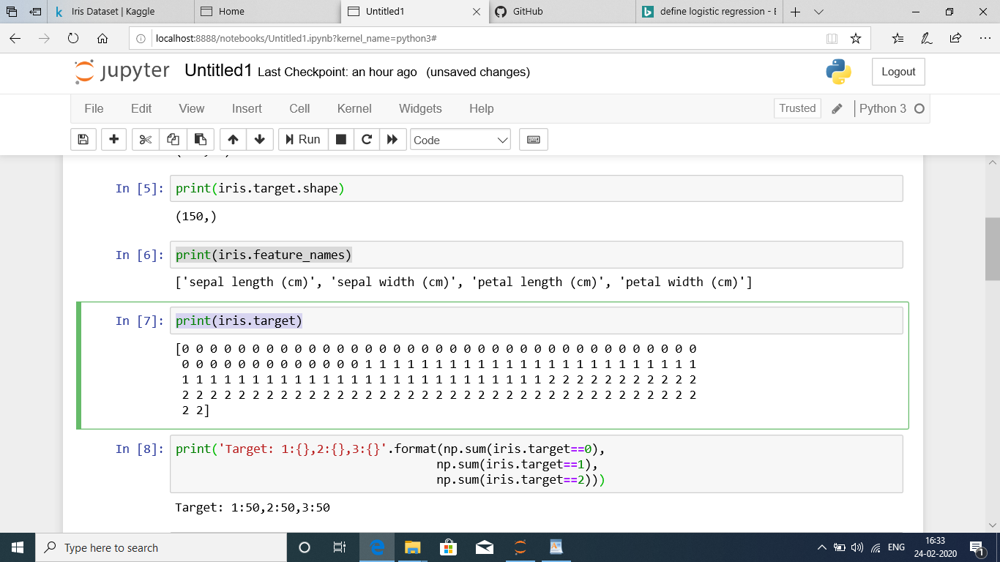 Iris Dataset | Kaggle
Home
Untitled1
GitHub
define logistic regression - E
localhost:8888/notebooks/Untitled1.ipynb?kernel_name=python3#
jupyter Untitled1 Last Checkpoint: an hour ago (unsaved changes)
Logout
File Edit View Insert Cell Kernel Widgets Help
Trusted
Python 3
Run
Code
In [5]: print(iris.target.shape)
(150,)
In [6]: print(iris.feature_names)
['sepal length (cm)', 'sepal width (cm)', 'petal length (cm)', 'petal width (cm)']
In [7]: print(iris.target)
[0 0 0 0 0 0 0 0 0 0 0 0 0 0 0 0 0 0 0 0 0 0 0 0 0 0 0 0 0 0 0 0 0 0 0 0 0
0 0 0 0 0 0 0 0 0 0 0 0 0 1 1 1 1 1 1 1 1 1 1 1 1 1 1 1 1 1 1 1 1 1 1 1 1
1 1 1 1 1 1 1 1 1 1 1 1 1 1 1 1 1 1 1 1 1 1 2 2 2 2 2 2 2 2 2 2 2
2 2 2 2 2 2 2 2 2 2 2 2 2 2 2 2 2 2 2 2 2 2 2 2 2 2 2 2 2 2 2 2 2 2 2 2 2
2 2]
In [8]: print('Target: 1:{},2:{},3:{}'.format(np.sum(iris.target==0),
np.sum(iris.target==1),
np.sum(iris.target==2)))
Target: 1:50,2:50,3:50
Type here to search
ENG
16:33
24-02-2020
1